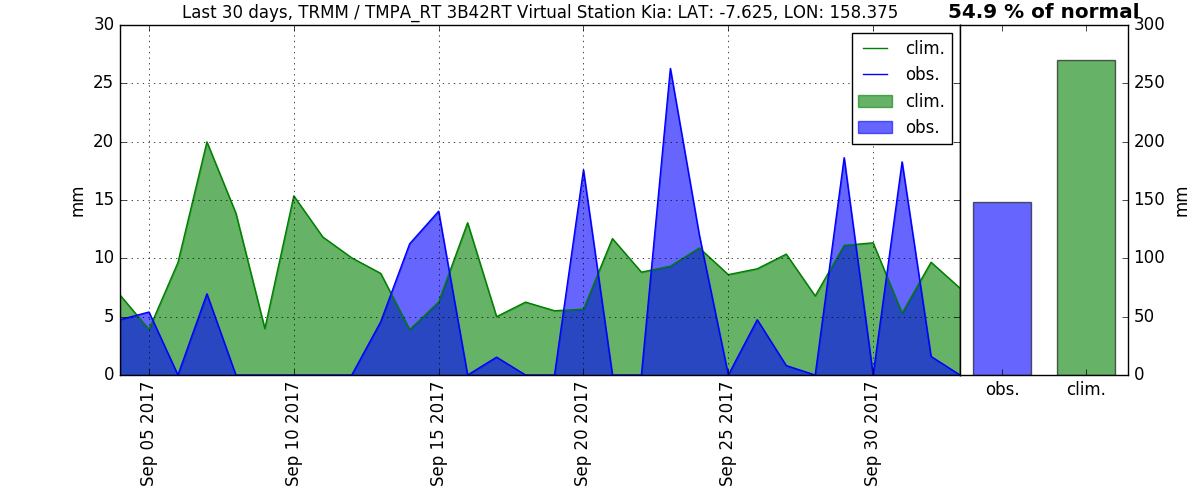 Last 30 days, TRMM / TMPA_RT 3B42RT Virtual Station Kia: LAT: -7.625, LON: 158.375
54.9 % of normal
30
25
20
15
10
5
0
mm
clim.
obs.
clim.
obs.
Sep 05 2017
Sep 10 2017
Sep 15 2017
Sep 20 2017
Sep 25 2017
Sep 30 2017
300
250
200
150
100
50
0
mm
obs.
clim.